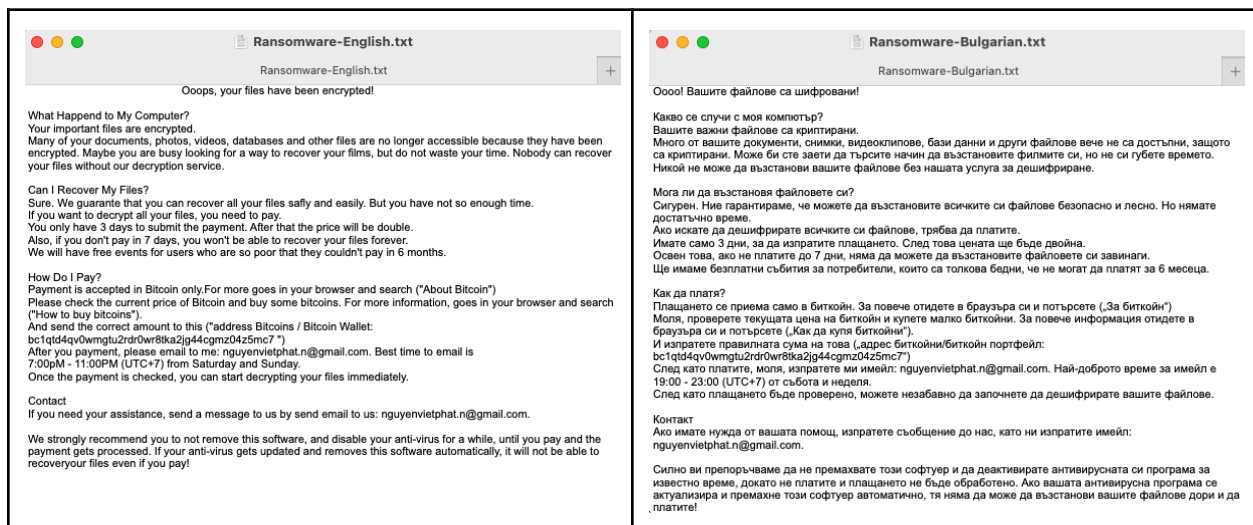 Ransomware-English.txt
Ransomware-English.txt
+
Ooops, your files have been encrypted!
What Happend to My Computer?
Your important files are encrypted.
Many of your documents, photos, videos, databases and other files are no longer accessible because they have been
encrypted. Maybe you are busy looking for a way to recover your films, but do not waste your time. Nobody can recover
your files without our decryption service.
Can I Recover My Files?
Sure. We guarante that you can recover all your files safly and easily. But you have not so enough time.
If you want to decrypt all your files, you need to pay.
You only have 3 days to submit the payment. After that the price will be double.
Also, if you don't pay in 7 days, you won't be able to recover your files forever.
We will have free events for users who are so poor that they couldn't pay in 6 months.
How Do I Pay?
Payment is accepted in Bitcoin only.For more goes in your browser and search ("About Bitcoin")
Please check the current price of Bitcoin and buy some bitcoins. For more information, goes in your browser and search
("How to buy bitcoins").
And send the correct amount to this ("address Bitcoins / Bitcoin Wallet:
bc1qtd4qv0wmgtu2rdr0wr8tka2jg44cgmz04z5mc7 ")
After you payment, please email to me: nguyenvietphat.n@gmail.com. Best time to email is
7:00pM - 11:00PM (UTC+7) from Saturday and Sunday.
Once the payment is checked, you can start decrypting your files immediately.
Contact
If you need your assistance, send a message to us by send email to us: nguyenvietphat.n@gmail.com.
We strongly recommend you to not remove this software, and disable your anti-virus for a while, until you pay and the
payment gets processed. If your anti-virus gets updated and removes this software automatically, it will not be able to
recoveryour files even if you pay!
Ransomware-Bulgarian.txt
Ransomware-Bulgarian.txt
+
Оооо! Вашите файлове са шифровани!
Какво се случи с моя компютър?
Вашите важни файлове са криптирани.
Много от вашите документи, снимки, видеоклипове, бази данни и други файлове вече не са достъпни, защото
са криптирани. Може би сте заети да търсите начин да възстановите филмите си, но не си губете времето.
Никой не може да възстанови вашите файлове без нашата услуга за дешифриране.
Мога ли да възстановя файловете си?
Сигурен. Ние гарантираме, че можете да възстановите всичките си файлове безопасно и лесно. Но нямате
достатъчно време.
Ако искате да дешифрирате всичките си файлове, трябва да платите.
Имате само 3 дни, за да изпратите плащането. След това цената ще бъде двойна.
Освен това, ако не платите до 7 дни, няма да можете да възстановите файловете си завинаги.
Ще имаме безплатни събития за потребители, които са толкова бедни, че не могат да платят за 6 месеца.
Как да платя?
Плащането се приема само в биткойн. За повече отидете в браузъра си и потърсете („За биткойн")
Моля, проверете текущата цена на биткойн и купете малко биткойни. За повече информация отидете в
браузъра си и потърсете („Как да купя биткойни").
И изпратете правилната сума на това („адрес биткойни/биткойн портфейл:
bc1qtd4qv0wmgtu2rdr0wr8tka2jg44cgmz04z5mc7")
След като платите, моля, изпратете ми имейл: nguyenvietphat.n@gmail.com. Най-доброто време за имейл е
19:00 - 23:00 (UTC+7) от събота и неделя.
След като плащането бъде проверено, можете незабавно да започнете да дешифрирате вашите файлове.
Контакт
Ако имате нужда от вашата помощ, изпратете съобщение до нас, като ни изпратите имейл:
nguyenvietphat.n@gmail.com.
Силно ви препоръчваме да не премахвате този софтуер и да деактивирате антивирусната си програма за
известно време, докато не платите и плащането не бъде обработено. Ако вашата антивирусна програма се
актуализира и премахне този софтуер автоматично, тя няма да може да възстанови вашите файлове дори и да
платите!